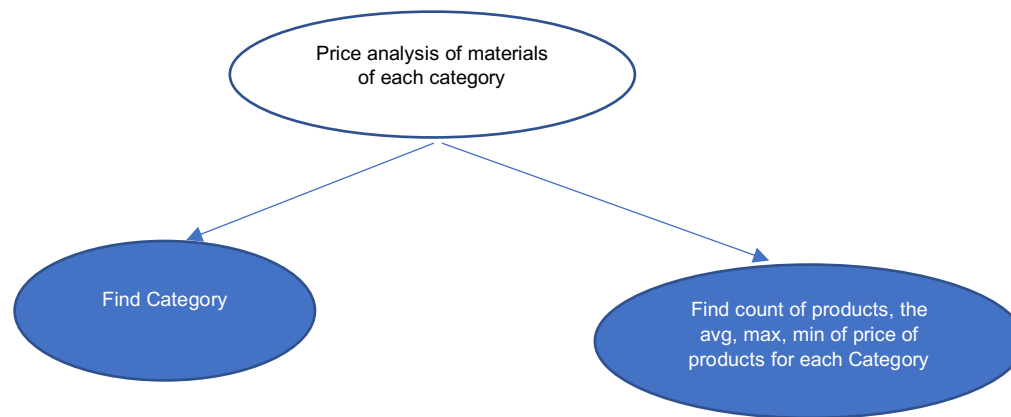 Price analysis of materials
of each category
Find Category
Find count of products, the
avg, max, min of price of
products for each Category